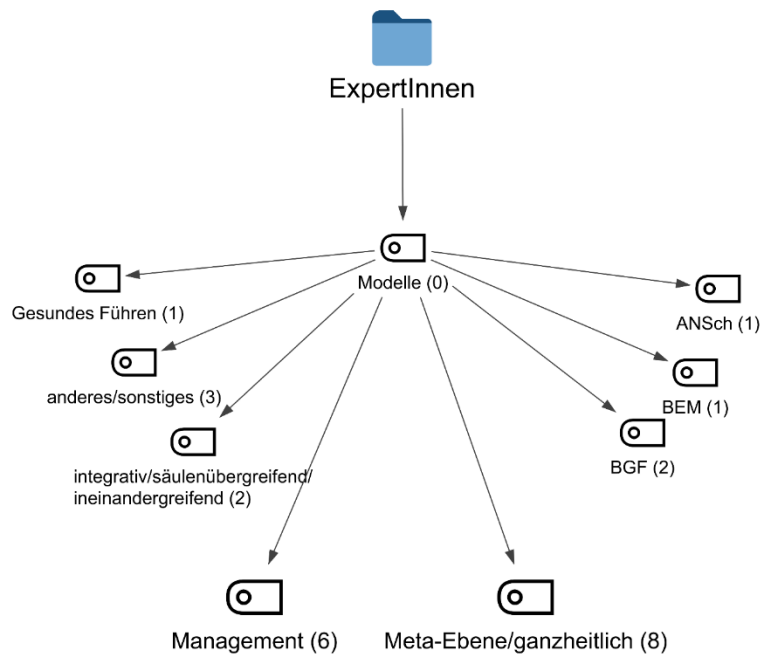 ExpertInnen
Modelle (0)
Gesundes Führen (1)
ANSch (1)
anderes/sonstiges (3)
BEM (1)
integrativ/säulenübergreifend/
ineinandergreifend (2)
BGF (2)
Management (6)
Meta-Ebene/ganzheitlich (8)